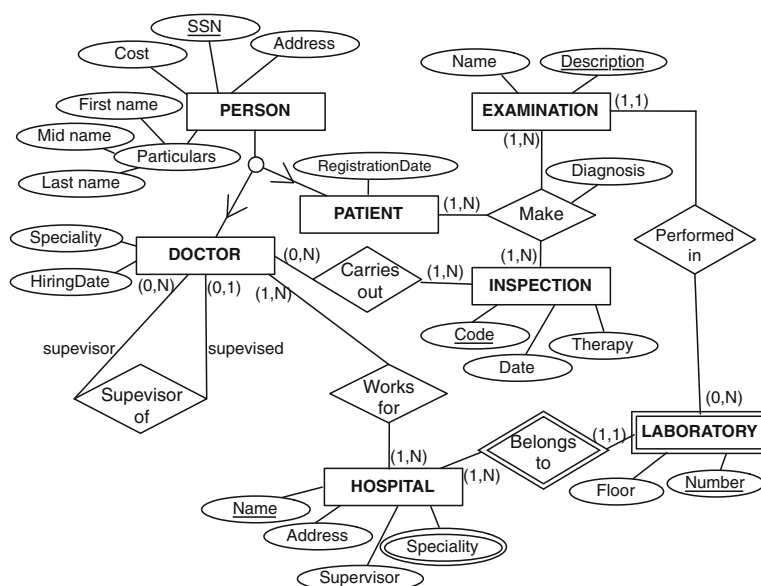 SSN
Cost
Address
First name
PERSON
Mid name
Particulars
Last name
Name
Description
EXAMINATION
(1,1)
(1,N)
RegistrationDate
Diagnosis
PATIENT
(1,N)
Make
Speciality
DOCTOR
(0,N)
Carries
out
(1,N)
(1,N)
INSPECTION
Performed
in
HiringDate
(0,N)
(0,1)
(1,N)
Code
Date
Therapy
supevisor
supevised
Supevisor
of
Works
for
(0,N)
Belongs
to
(1,1)
LABORATORY
(1,N)
(1,N)
HOSPITAL
Floor
Number
Name
Address
Speciality
Supervisor